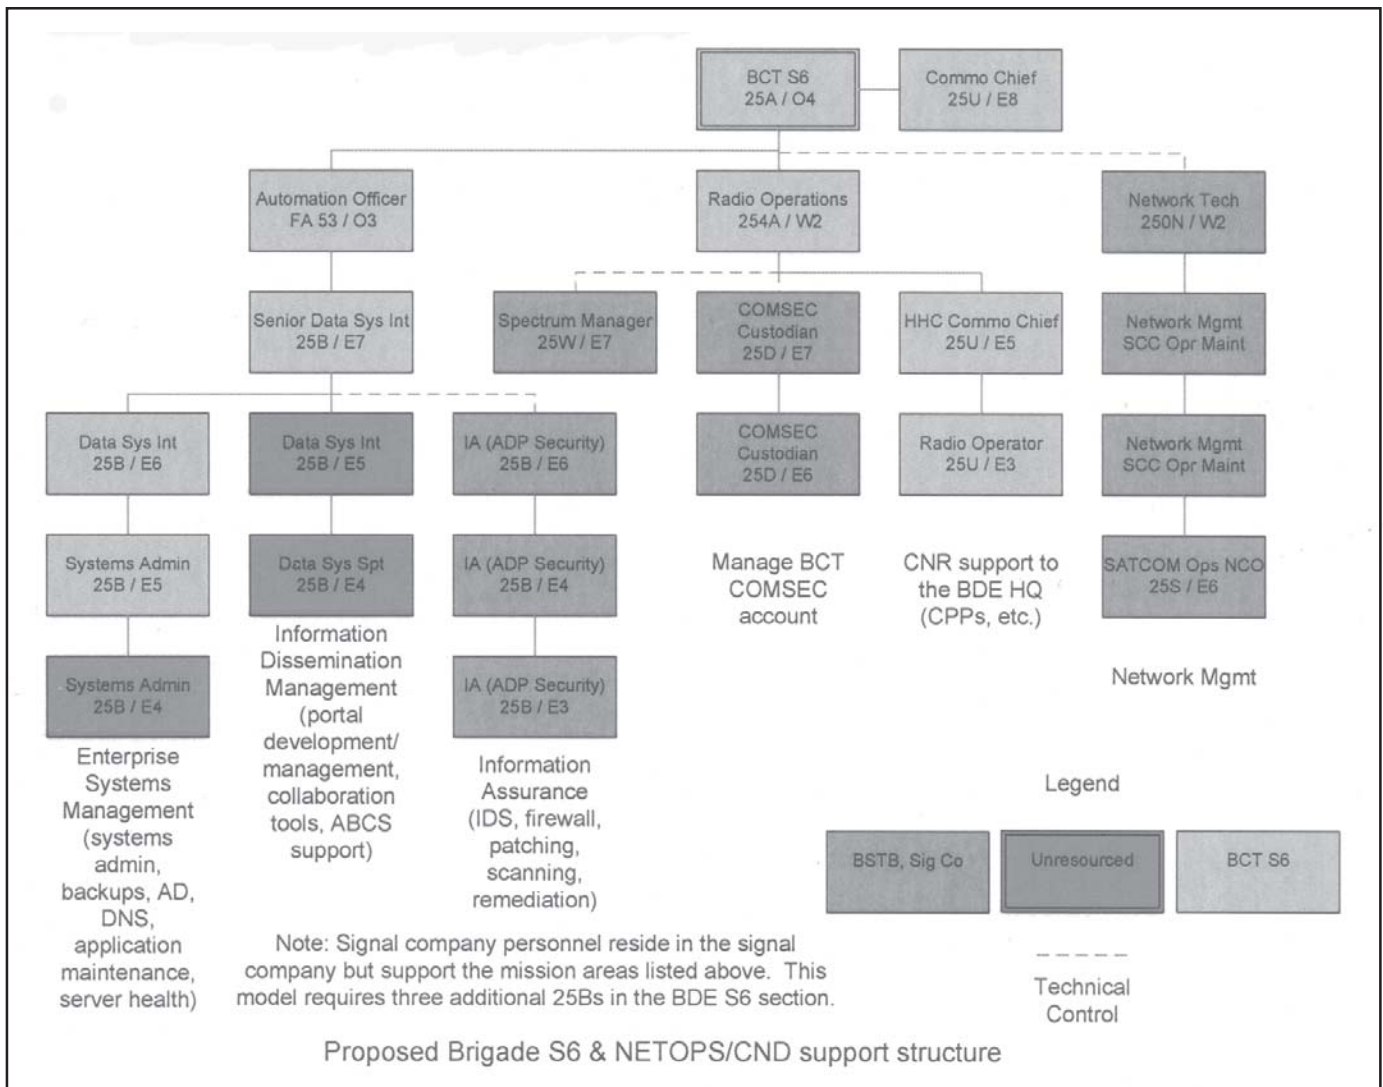 BCT S6
25A / O4
Commo Chief
25U / E8
Automation Officer
FA 53 / O3
Radio Operations
254A / W2
Network Tech
250N / W2
Senior Data Sys Int
25B / E7
Spectrum Manager
25W / E7
COMSEC
Custodian
25D / E7
HHC Commo Chief
25U / E5
Network Mgmt
SCC Opr Maint
Data Sys Int
25B / E6
Data Sys Int
25B / E5
IA (ADP Security)
25B / E6
COMSEC
Custodian
25D / E6
Radio Operator
25U / E3
Network Mgmt
SCC Opr Maint
Systems Admin
25B / E5
Data Sys Spt
25B / E4
IA (ADP Security)
25B / E4
Manage BCT
COMSEC
account
CNR support to
the BDE HQ
(CPPs, etc.)
SATCOM Ops NCO
25S / E6
Systems Admin
25B / E4
Information
Dissemination
Management
(portal
development/
management,
collaboration
tools, ABCS
support)
IA (ADP Security)
25B / E3
Network Mgmt
Enterprise
Systems
Management
(systems
admin,
backups, AD,
DNS,
application
maintenance,
server health)
Information
Assurance
(IDS, firewall,
patching,
scanning,
remediation)
Legend
BSTB, Sig Co
Unresourced
BCT S6
Technical
Control
Note: Signal company personnel reside in the signal
company but support the mission areas listed above. This
model requires three additional 25Bs in the BDE S6 section.
Proposed Brigade S6 & NETOPS/CND support structure